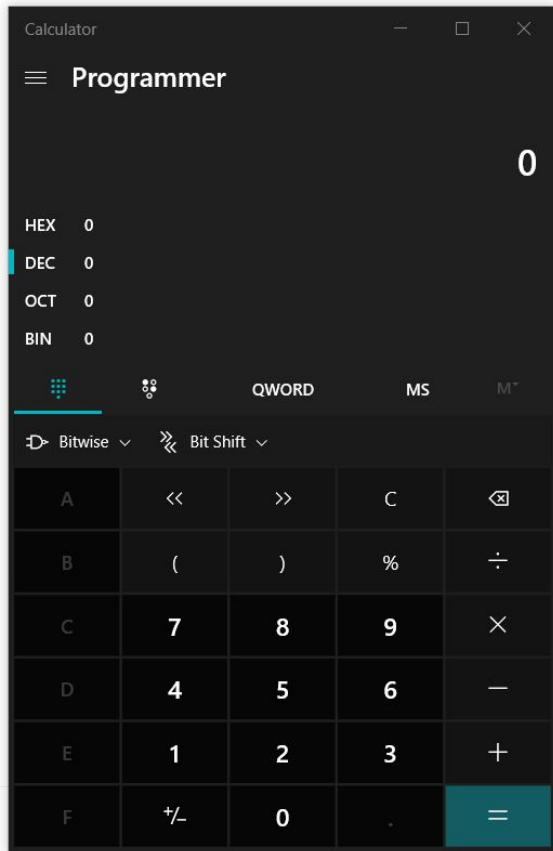 Calculator
Programmer
0
HEX 0
DEC 0
OCT 0
BIN 0
QWORD MS M
Bitwise Bit Shift
A << >> C
B ( ) % ÷
C 7 8 9 ×
D 4 5 6 −
E 1 2 3 +
F +/− 0 . =